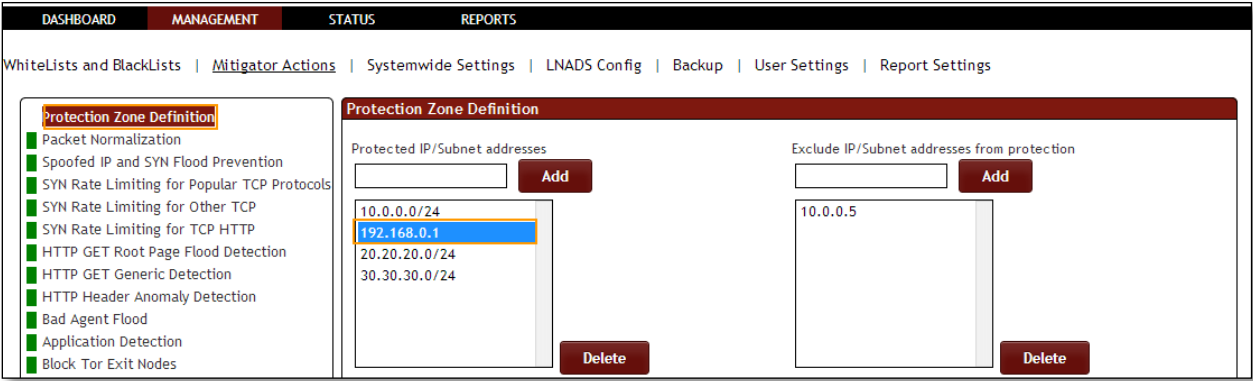 DASHBOARD MANAGEMENT STATUS REPORTS
WhiteLists and BlackLists | Mitigator Actions | Systemwide Settings | LNADS Config | Backup | User Settings | Report Settings
Protection Zone Definition
Packet Normalization
Spoofed IP and SYN Flood Prevention
SYN Rate Limiting for Popular TCP Protocols
SYN Rate Limiting for Other TCP
SYN Rate Limiting for TCP HTTP
HTTP GET Root Page Flood Detection
HTTP GET Generic Detection
HTTP Header Anomaly Detection
Bad Agent Flood
Application Detection
Block Tor Exit Nodes
Protection Zone Definition
Protected IP/Subnet addresses
Add
10.0.0.0/24
192.168.0.1
20.20.20.0/24
30.30.30.0/24
Delete
Exclude IP/Subnet addresses from protection
Add
10.0.0.5
Delete